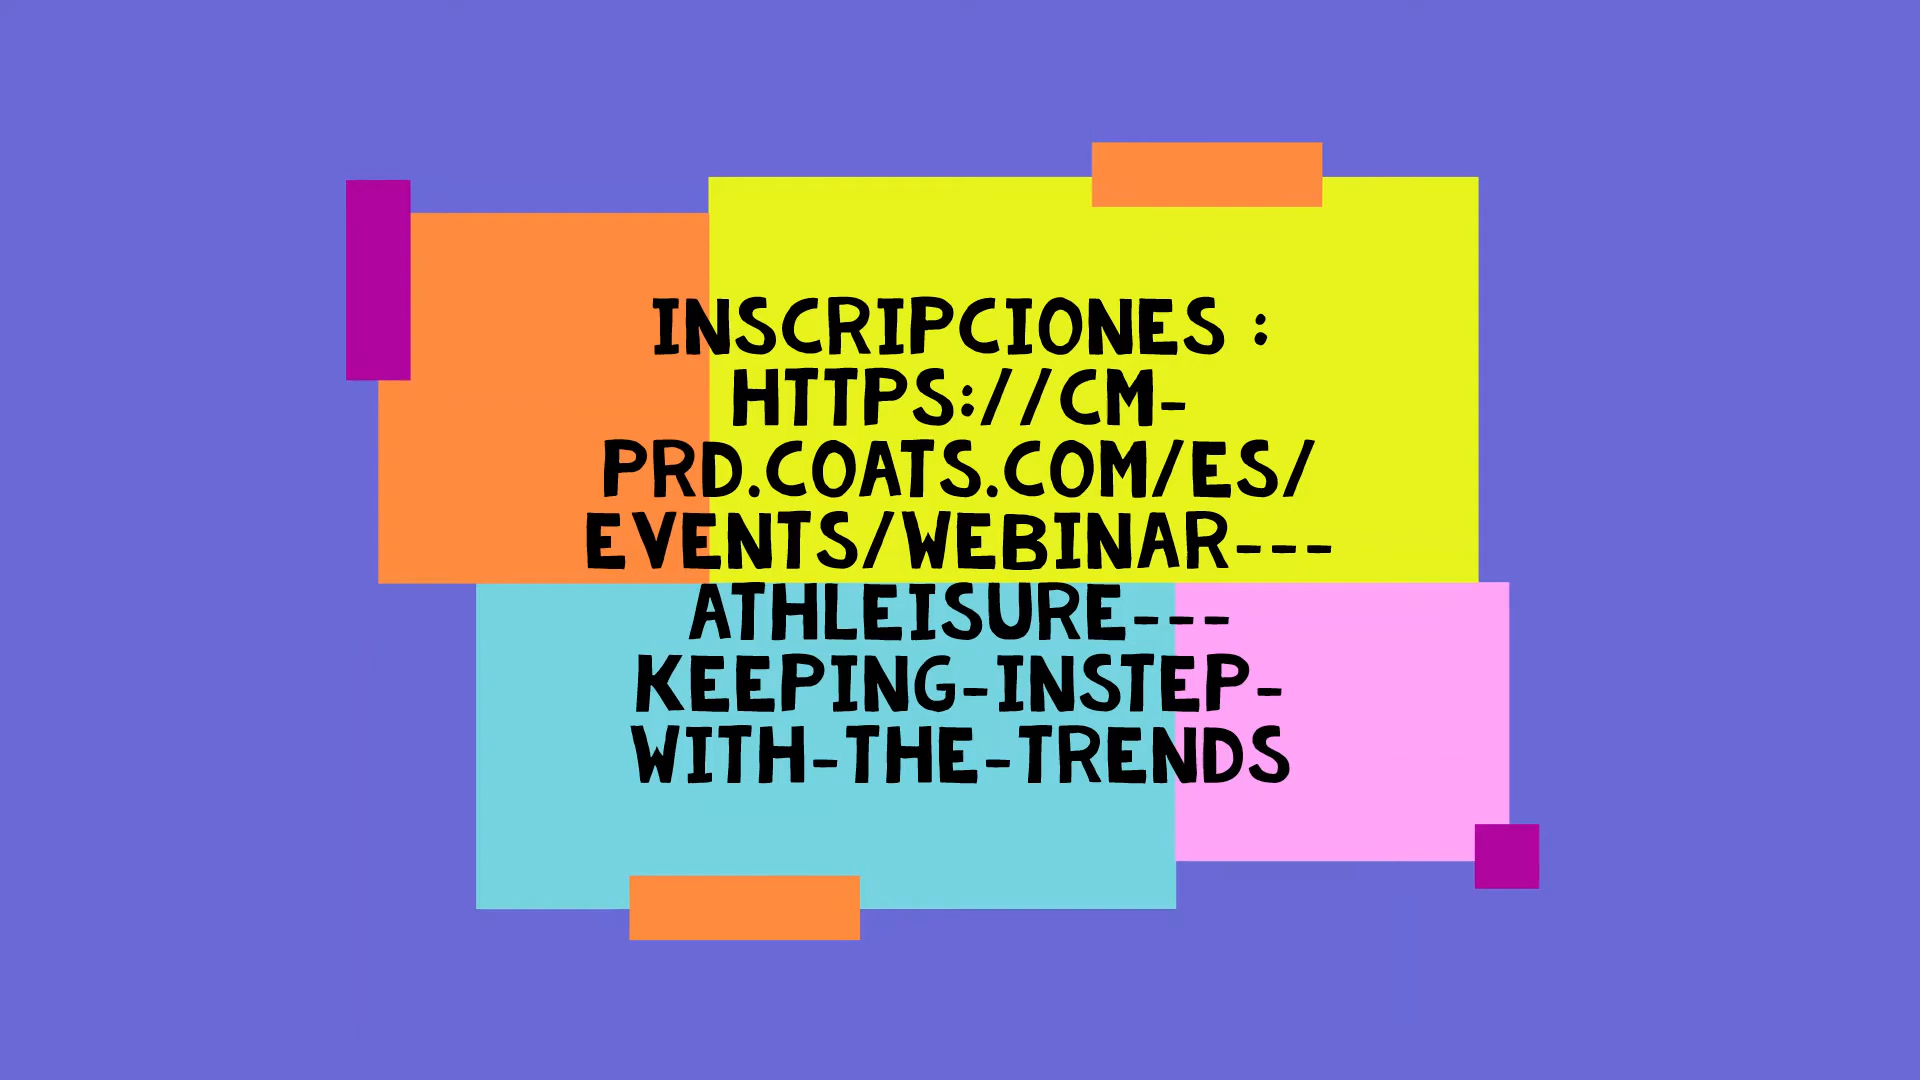 INSCRIPCIONES :
HTTPS://CM-
PRD.COATS.COM/ES/
EVENTS/WEBINAR---
ATHLEISURE---
KEEPING-INSTEP-
WITH-THE-TRENDS